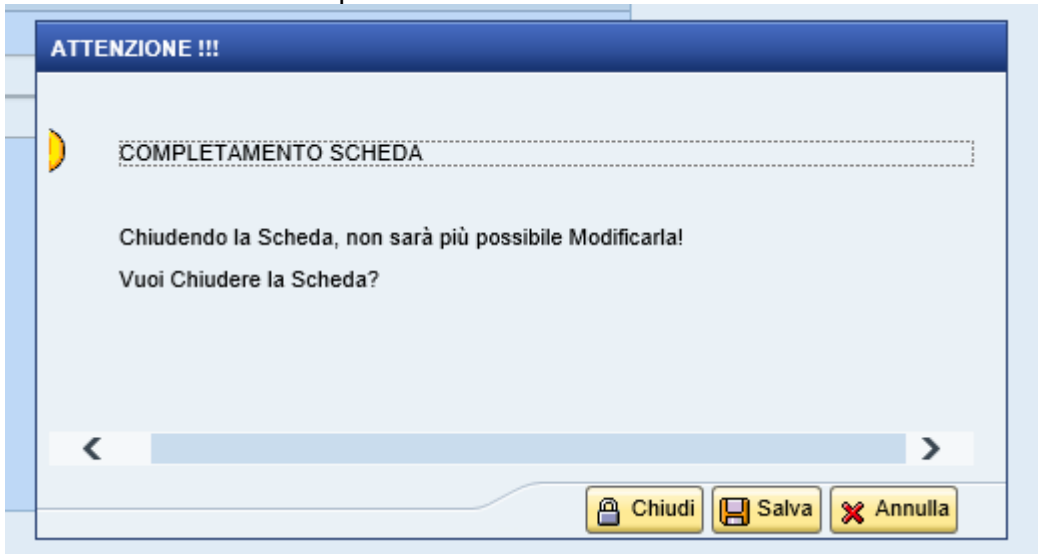 ATTENZIONE !!!
COMPLETAMENTO SCHEDA
Chiudendo la Scheda, non sarà più possibile Modificarla!
Vuoi Chiudere la Scheda?
Chiudi Salva Annulla